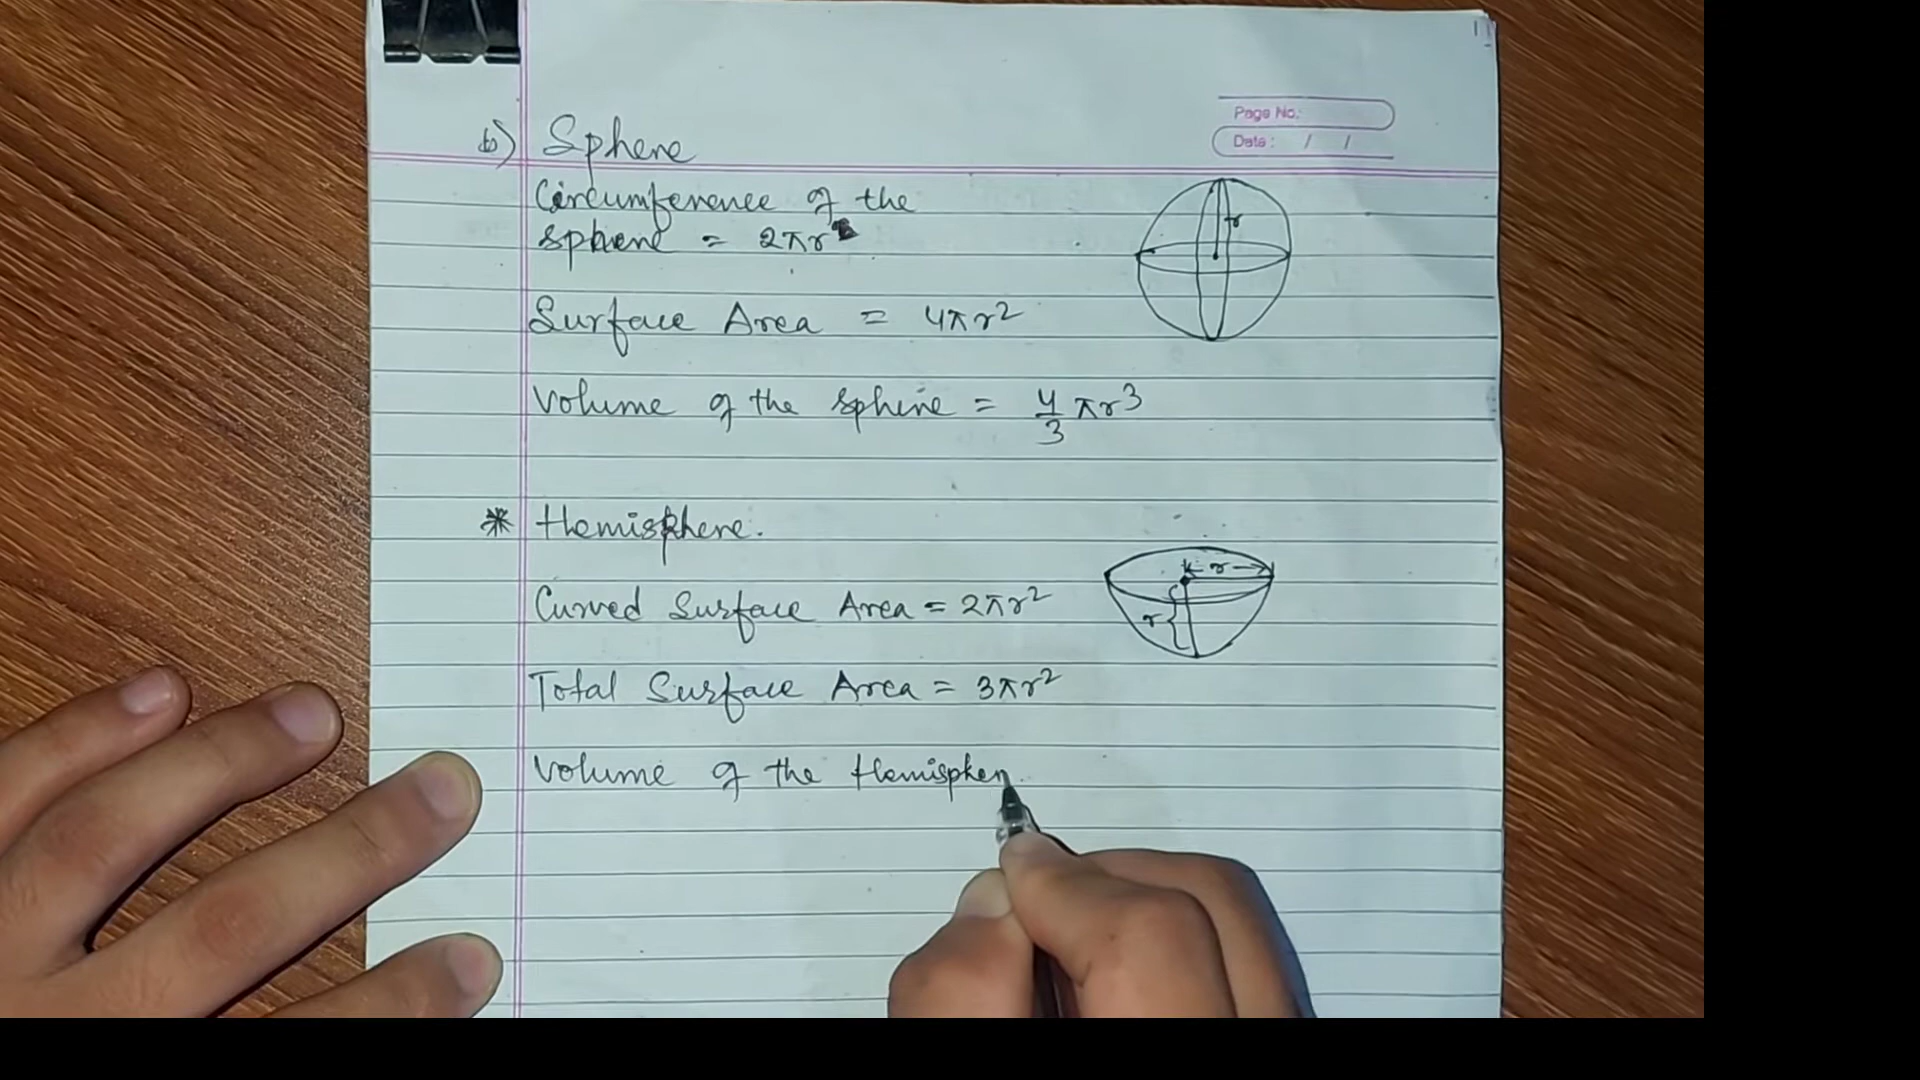 Page No.:
Date: / /
b) Sphere
Circumference of the
sphere = 2πr
Surface Area = 4πr²
r
Volume of the sphere = 4/3 πr³
* Hemisphere.
r
Curved Surface Area = 2πr²
r
Total Surface Area = 3πr²
Volume of the Hemispher